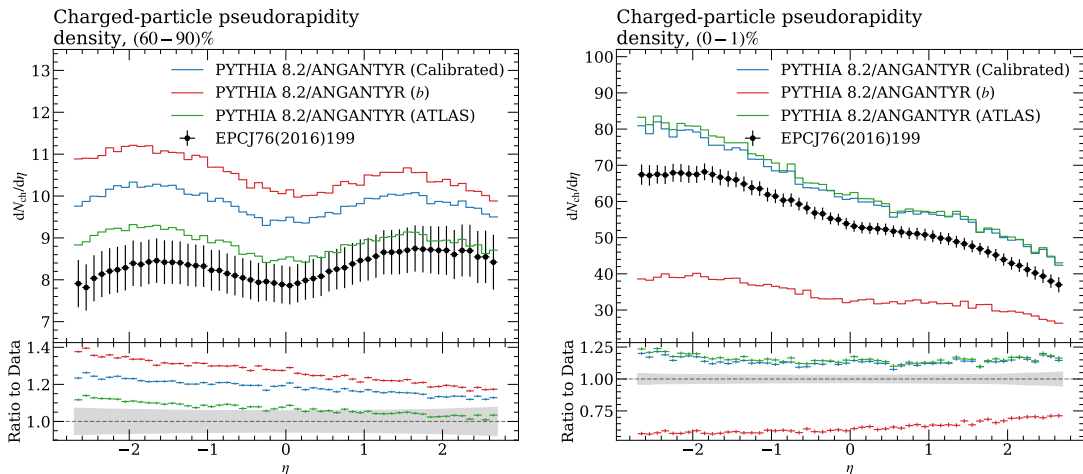 Charged-particle pseudorapidity
density, (60−90)%
PYTHIA 8.2/ANGANTYR (Calibrated)
PYTHIA 8.2/ANGANTYR (b)
PYTHIA 8.2/ANGANTYR (ATLAS)
EPCJ76(2016)199
13
12
11
10
9
8
7
dN_ch/dη
1.4
1.2
1.0
Ratio to Data
−2
−1
0
1
2
η
Charged-particle pseudorapidity
density, (0−1)%
PYTHIA 8.2/ANGANTYR (Calibrated)
PYTHIA 8.2/ANGANTYR (b)
PYTHIA 8.2/ANGANTYR (ATLAS)
EPCJ76(2016)199
100
90
80
70
60
50
40
30
dN_ch/dη
1.25
1.00
0.75
Ratio to Data
−2
−1
0
1
2
η